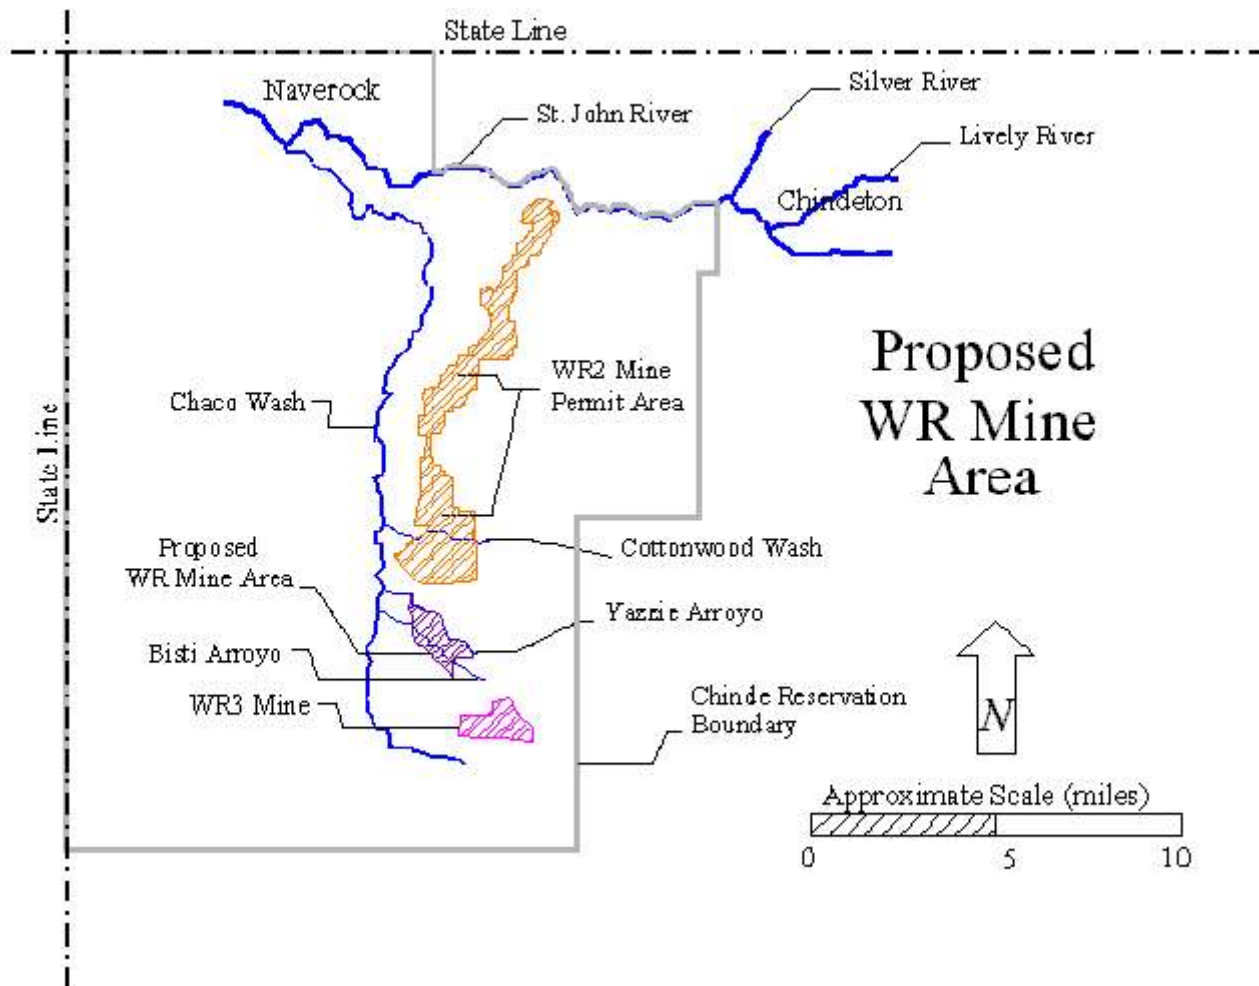 State Line
Silver River
Naverock
St. John River
Lively River
Chindeton
Proposed
WR Mine
Area
WR2 Mine
Permit Area
Chaco Wash
State Line
Proposed
WR Mine Area
Cottonwood Wash
Yazzie Arroyo
Bisti Arroyo
WR3 Mine
Chinde Reservation
Boundary
N
Approximate Scale (miles)
0 5 10